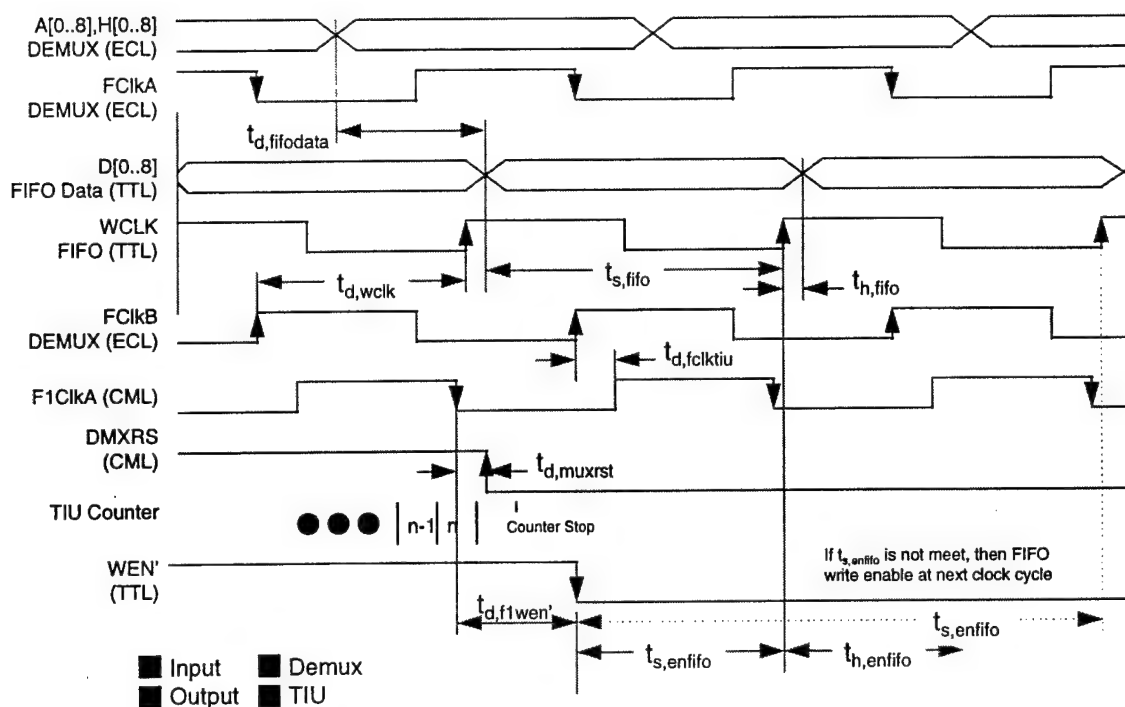 A[0..8],H[0..8]
DEMUX (ECL)
FClkA
DEMUX (ECL)
td,fifodata
D[0..8]
FIFO Data (TTL)
WCLK
FIFO (TTL)
td,wclk
ts,fifo
th,fifo
FClkB
DEMUX (ECL)
td,fclktiu
F1ClkA (CML)
DMXRS
(CML)
td,muxrst
TIU Counter
n-1 n
Counter Stop
WEN'
(TTL)
If ts,enfifo is not meet, then FIFO
write enable at next clock cycle
td,f1wen'
ts,enfifo
ts,enfifo
th,enfifo
Input
Demux
Output
TIU